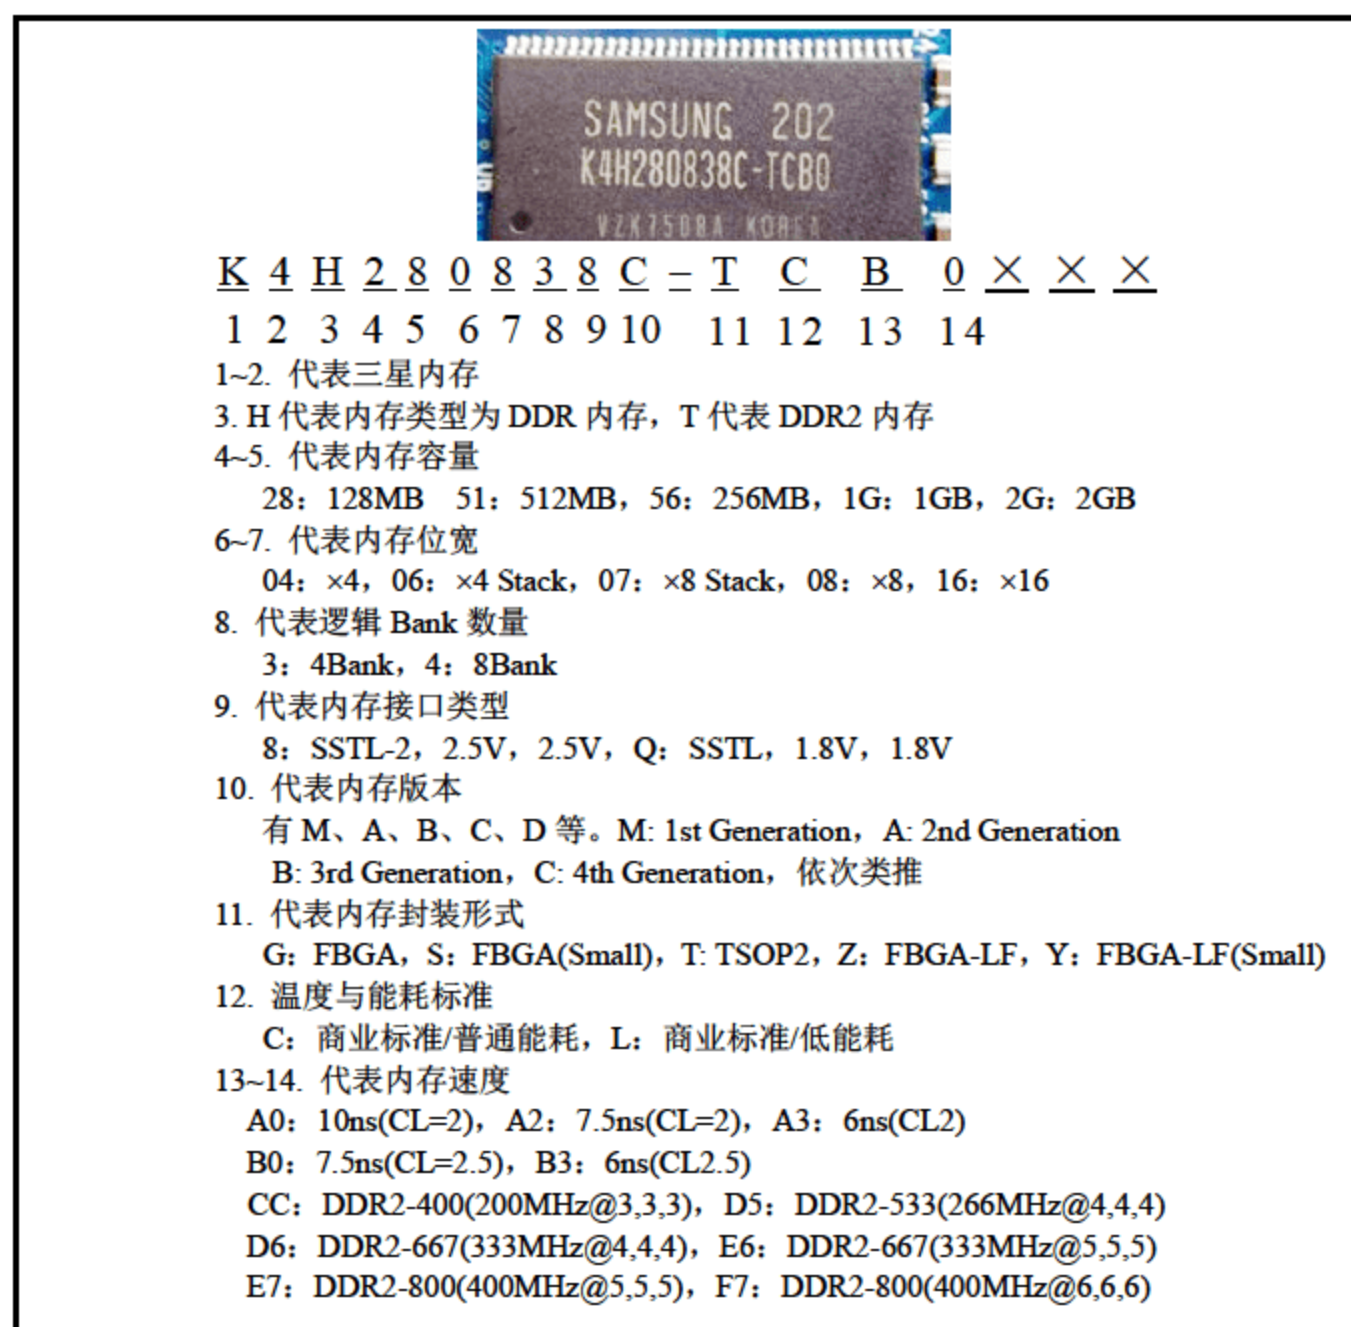 SAMSUNG 202
K4H280838C-TCB0
VZK7508A KOREA
K 4 H 2 8 0 8 3 8 C – T C B 0 × × ×
1 2 3 4 5 6 7 8 9 10 11 12 13 14
1~2. 代表三星内存
3. H 代表内存类型为 DDR 内存，T 代表 DDR2 内存
4~5. 代表内存容量
28：128MB 51：512MB，56：256MB，1G：1GB，2G：2GB
6~7. 代表内存位宽
04：×4，06：×4 Stack，07：×8 Stack，08：×8，16：×16
8. 代表逻辑 Bank 数量
3：4Bank，4：8Bank
9. 代表内存接口类型
8：SSTL-2，2.5V，2.5V，Q：SSTL，1.8V，1.8V
10. 代表内存版本
有 M、A、B、C、D 等。M: 1st Generation，A: 2nd Generation
B: 3rd Generation，C: 4th Generation，依次类推
11. 代表内存封装形式
G：FBGA，S：FBGA(Small)，T: TSOP2，Z：FBGA-LF，Y：FBGA-LF(Small)
12. 温度与能耗标准
C：商业标准/普通能耗，L：商业标准/低能耗
13~14. 代表内存速度
A0：10ns(CL=2)，A2：7.5ns(CL=2)，A3：6ns(CL2)
B0：7.5ns(CL=2.5)，B3：6ns(CL2.5)
CC：DDR2-400(200MHz@3,3,3)，D5：DDR2-533(266MHz@4,4,4)
D6：DDR2-667(333MHz@4,4,4)，E6：DDR2-667(333MHz@5,5,5)
E7：DDR2-800(400MHz@5,5,5)，F7：DDR2-800(400MHz@6,6,6)